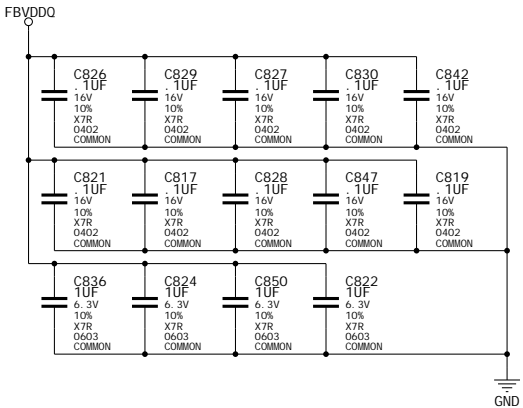 FBVDDQ
C826
. 1UF
16V
10%
X7R
0402
COMMON
C829
. 1UF
16V
10%
X7R
0402
COMMON
C827
. 1UF
16V
10%
X7R
0402
COMMON
C830
. 1UF
16V
10%
X7R
0402
COMMON
C842
. 1UF
16V
10%
X7R
0402
COMMON
C821
. 1UF
16V
10%
X7R
0402
COMMON
C817
. 1UF
16V
10%
X7R
0402
COMMON
C828
. 1UF
16V
10%
X7R
0402
COMMON
C847
. 1UF
16V
10%
X7R
0402
COMMON
C819
. 1UF
16V
10%
X7R
0402
COMMON
C836
1UF
6. 3V
10%
X7R
0603
COMMON
C824
1UF
6. 3V
10%
X7R
0603
COMMON
C850
1UF
6. 3V
10%
X7R
0603
COMMON
C822
1UF
6. 3V
10%
X7R
0603
COMMON
GND